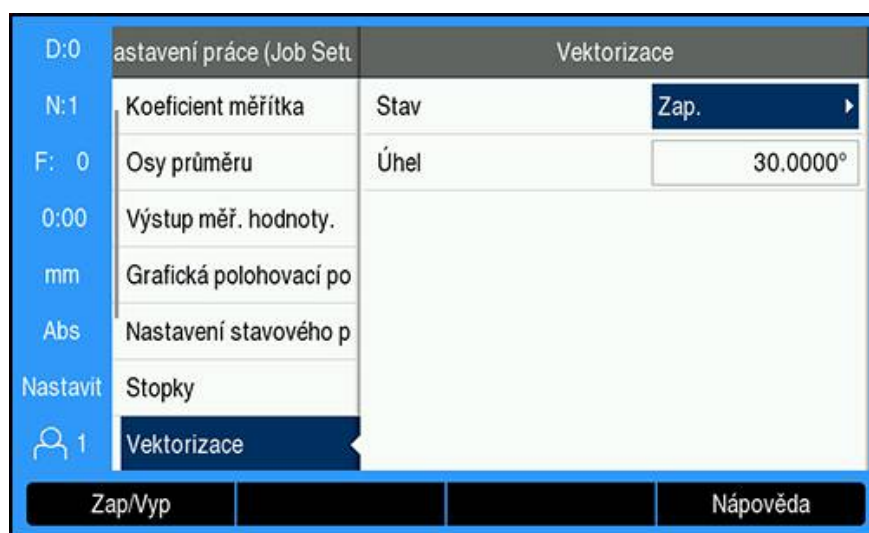 D:0
astavení práce (Job Setu
Vektorizace
N:1
Koeficient měřítka
Stav
Zap.
F: 0
Osy průměru
Úhel
30.0000°
0:00
Výstup měř. hodnoty.
mm
Grafická polohovací po
Abs
Nastavení stavového p
Nastavit
Stopky
1
Vektorizace
Zap/Vyp
Nápověda